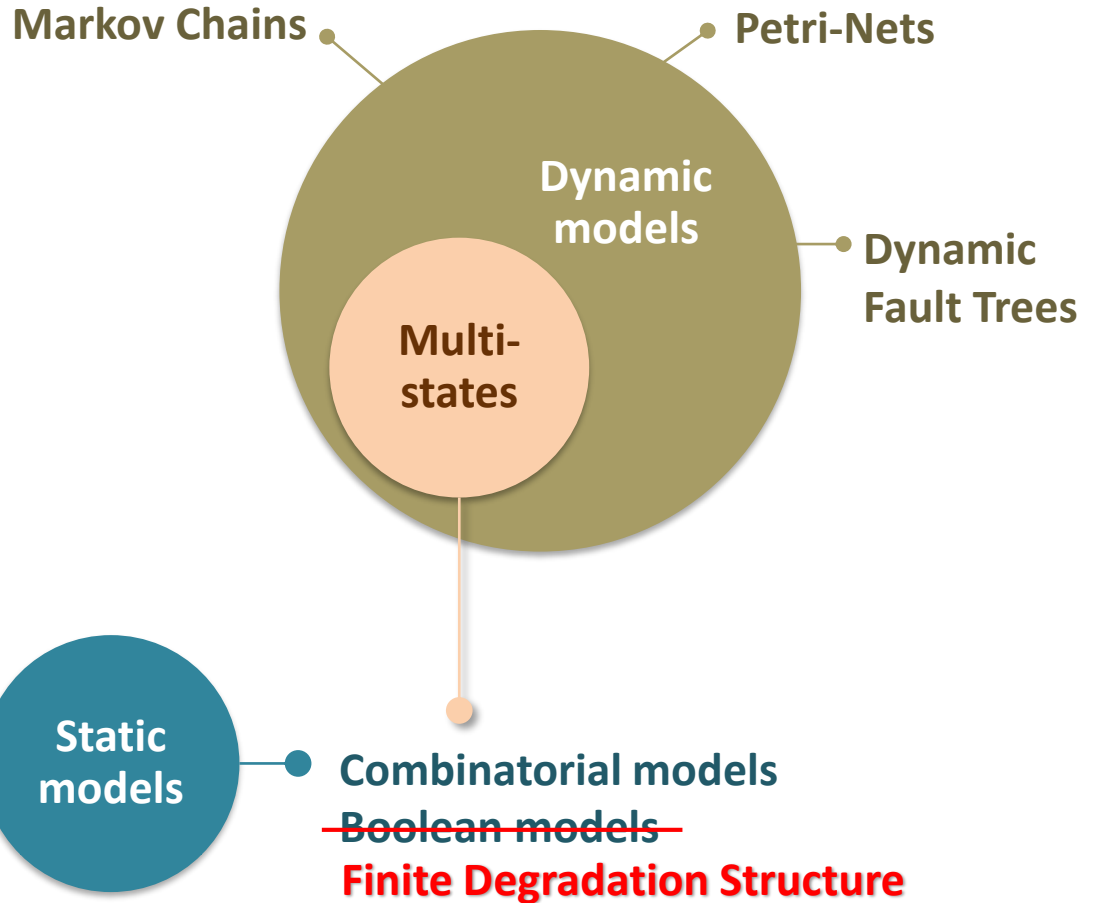 Markov Chains
Petri-Nets
Dynamic
models
Dynamic
Fault Trees
Multi-
states
Static
models
Combinatorial models
Boolean models
Finite Degradation Structure